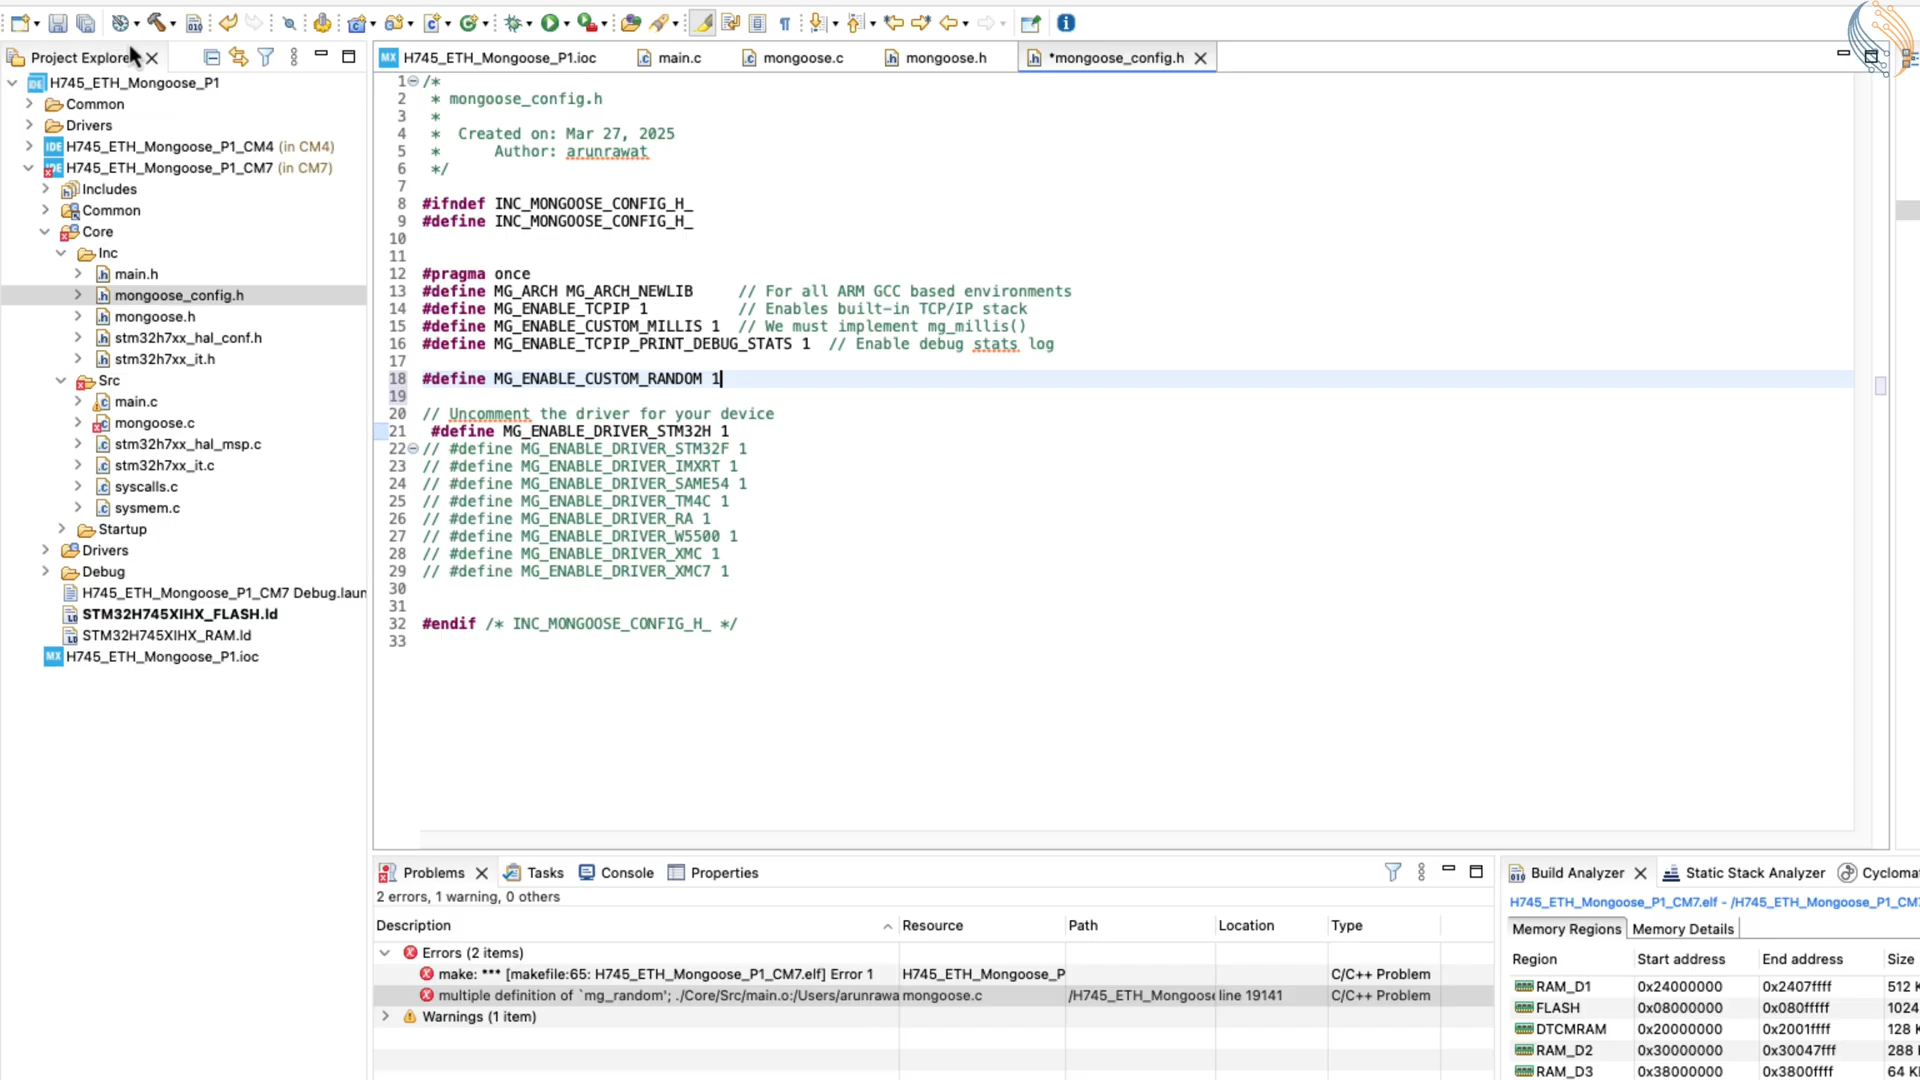 Project Explorer
H745_ETH_Mongoose_P1
Common
Drivers
H745_ETH_Mongoose_P1_CM4 (in CM4)
H745_ETH_Mongoose_P1_CM7 (in CM7)
Includes
Common
Core
Inc
main.h
mongoose_config.h
mongoose.h
stm32h7xx_hal_conf.h
stm32h7xx_it.h
Src
main.c
mongoose.c
stm32h7xx_hal_msp.c
stm32h7xx_it.c
syscalls.c
sysmem.c
Startup
Drivers
Debug
H745_ETH_Mongoose_P1_CM7 Debug.laun
STM32H745XIHX_FLASH.ld
STM32H745XIHX_RAM.ld
MX H745_ETH_Mongoose_P1.ioc
MX H745_ETH_Mongoose_P1.ioc main.c mongoose.c mongoose.h *mongoose_config.h
1 /*
2 * mongoose_config.h
3 *
4 * Created on: Mar 27, 2025
5 * Author: arunrawat
6 */
7
8 #ifndef INC_MONGOOSE_CONFIG_H_
9 #define INC_MONGOOSE_CONFIG_H_
10
11
12 #pragma once
13 #define MG_ARCH MG_ARCH_NEWLIB // For all ARM GCC based environments
14 #define MG_ENABLE_TCPIP 1 // Enables built-in TCP/IP stack
15 #define MG_ENABLE_CUSTOM_MILLIS 1 // We must implement mg_millis()
16 #define MG_ENABLE_TCPIP_PRINT_DEBUG_STATS 1 // Enable debug stats log
17
18 #define MG_ENABLE_CUSTOM_RANDOM 1
19
20 // Uncomment the driver for your device
21 #define MG_ENABLE_DRIVER_STM32H 1
22 // #define MG_ENABLE_DRIVER_STM32F 1
23 // #define MG_ENABLE_DRIVER_IMXRT 1
24 // #define MG_ENABLE_DRIVER_SAME54 1
25 // #define MG_ENABLE_DRIVER_TM4C 1
26 // #define MG_ENABLE_DRIVER_RA 1
27 // #define MG_ENABLE_DRIVER_W5500 1
28 // #define MG_ENABLE_DRIVER_XMC 1
29 // #define MG_ENABLE_DRIVER_XMC7 1
30
31
32 #endif /* INC_MONGOOSE_CONFIG_H_ */
33
Problems Tasks Console Properties
2 errors, 1 warning, 0 others
Description Resource Path Location Type
Errors (2 items)
make: *** [makefile:65: H745_ETH_Mongoose_P1_CM7.elf] Error 1 H745_ETH_Mongoose_P C/C++ Problem
multiple definition of `mg_random'; ./Core/Src/main.o:/Users/arunrawa mongoose.c /H745_ETH_Mongoose line 19141 C/C++ Problem
Warnings (1 item)
Build Analyzer Static Stack Analyzer Cycloma
H745_ETH_Mongoose_P1_CM7.elf - /H745_ETH_Mongoose_P1_CM7
Memory Regions Memory Details
Region Start address End address Size
RAM_D1 0x24000000 0x2407ffff 512 K
FLASH 0x08000000 0x080fffff 1024
DTCMRAM 0x20000000 0x2001ffff 128 K
RAM_D2 0x30000000 0x30047fff 288 K
RAM_D3 0x38000000 0x3800ffff 64 K